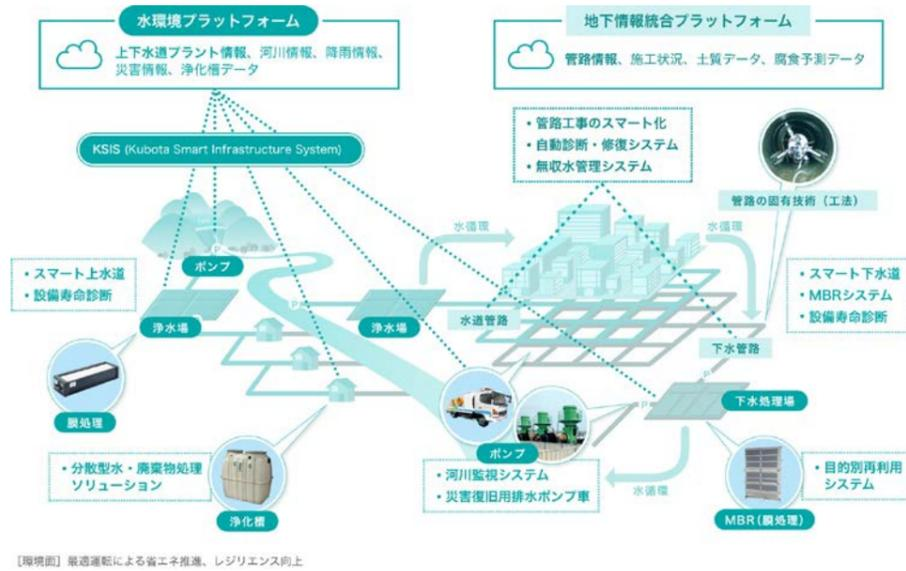 水環境プラットフォーム
上下水道プラント情報、河川情報、降雨情報、
災害情報、浄化槽データ
地下情報統合プラットフォーム
管路情報、施工状況、土質データ、腐食予測データ
KSIS (Kubota Smart Infrastructure System)
・管路工事のスマート化
・自動診断・修復システム
・無収水管理システム
管路の固有技術（工法）
水循環
水循環
P
ポンプ
・スマート上水道
・設備寿命診断
浄水場
P
浄水場
水道管路
・スマート下水道
・MBRシステム
・設備寿命診断
下水管路
P
膜処理
P
下水処理場
ポンプ
・分散型水・廃棄物処理
ソリューション
浄化槽
・河川監視システム
・災害復旧用排水ポンプ車
水循環
・目的別再利用
システム
MBR（膜処理）
［環境面］最適運転による省エネ推進、レジリエンス向上